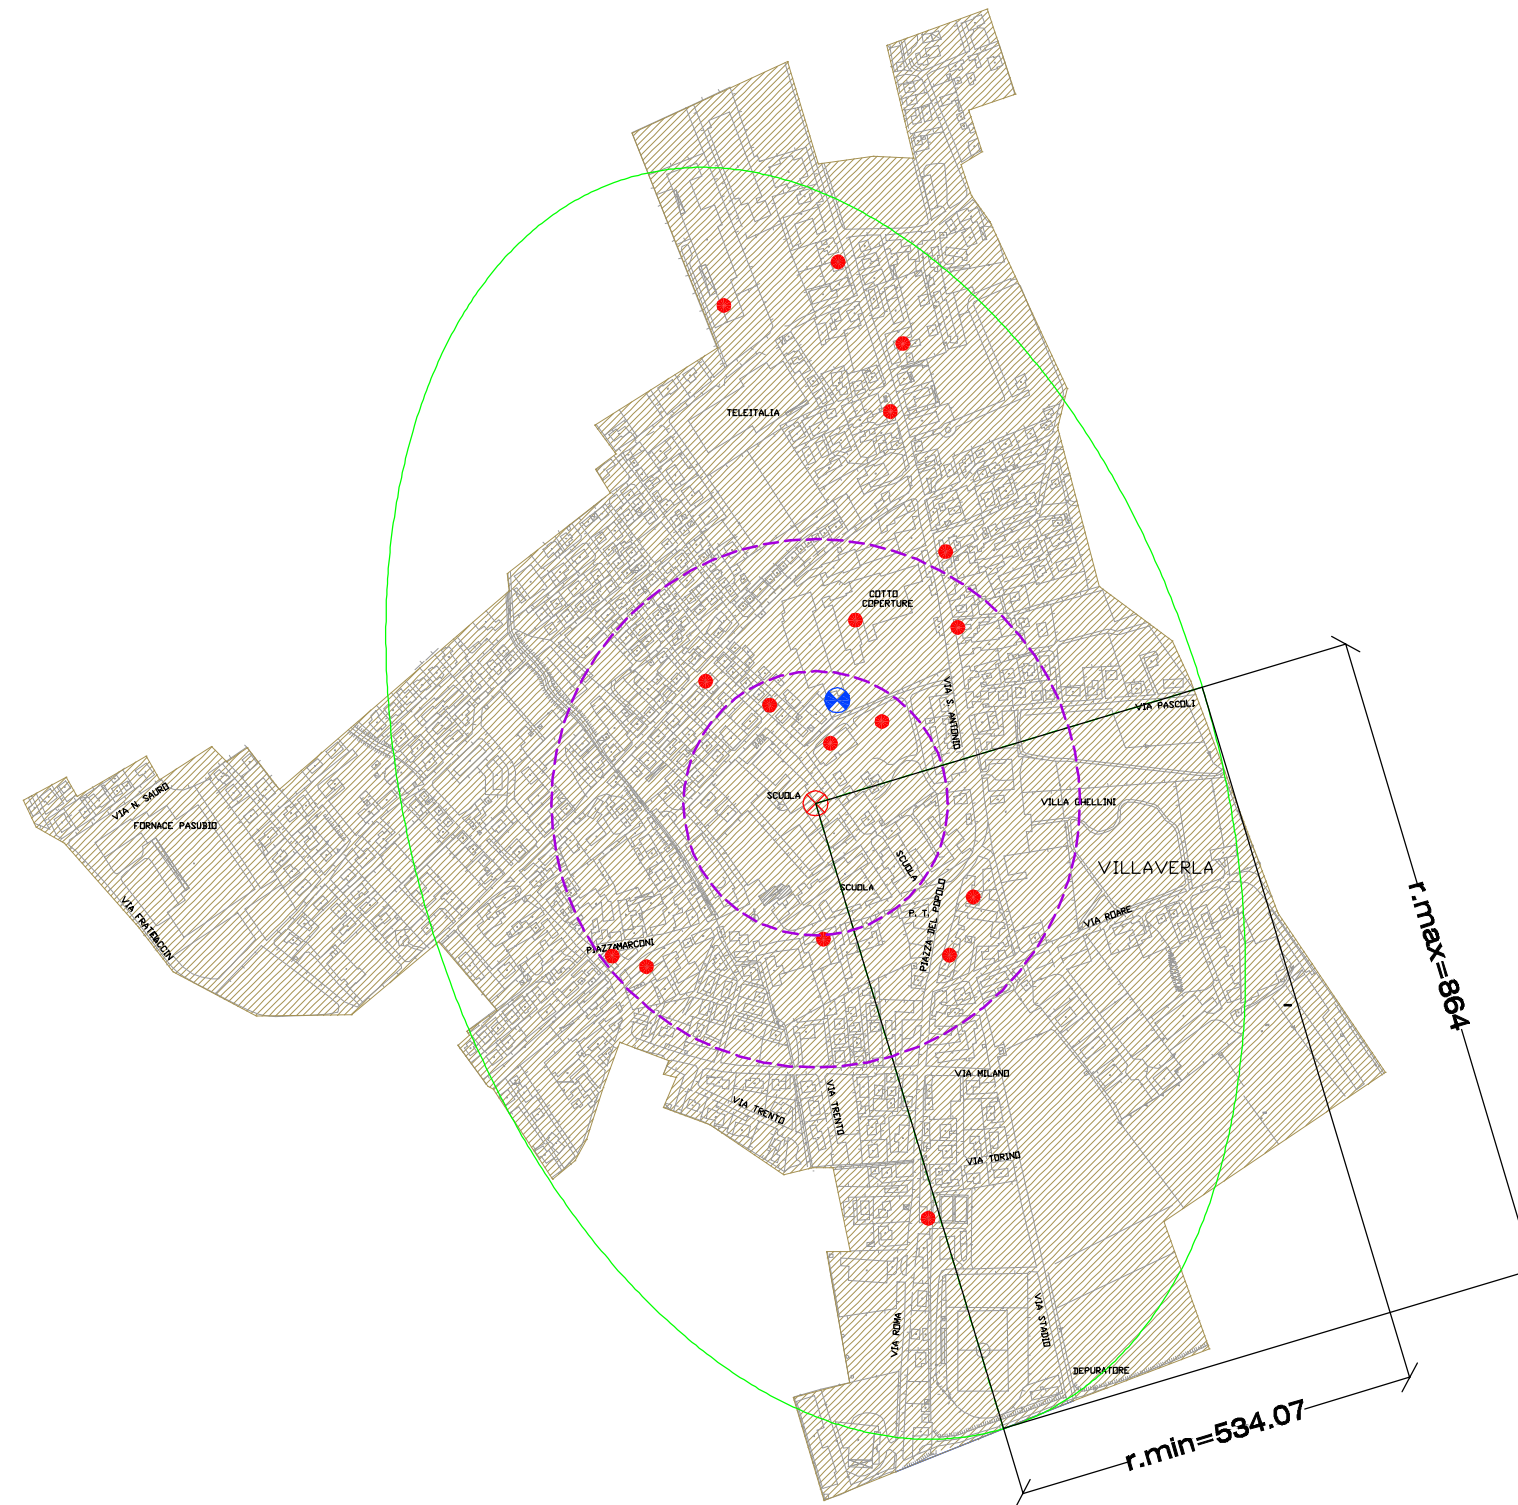 TELEITALIA
COTTO
COPERTURE
VIA S. ANTONIO
VIA PASCOLI
VIA N. SAURO
FORNACE PASUBIO
SCUOLA
VILLA GHELLINI
VILLAVERLA
SCUOLA
SCUOLA
P. T.
PIAZZA DEL POPOLO
VIA ROARE
PIAZZAMARCONI
r.max=864
VIA MILANO
VIA TRENTO
VIA TRENTO
VIA TORINO
VIA ROMA
VIA STADIO
DEPURATORE
r.min=534.07